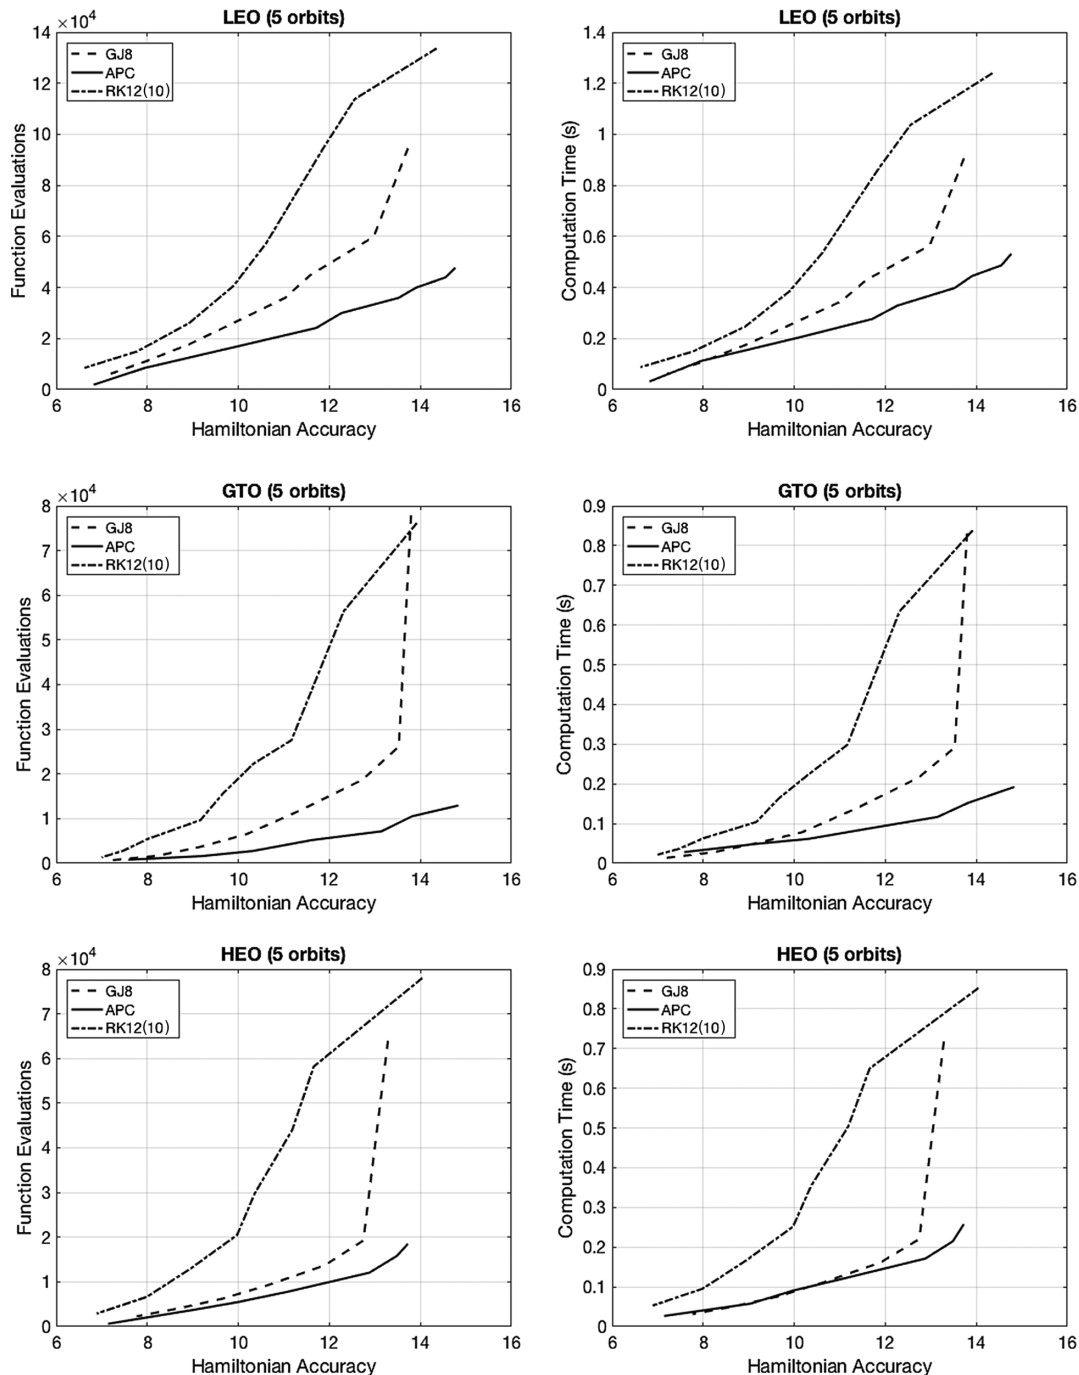 LEO (5 orbits)
×10⁴
14
12
10
8
6
4
2
0
Function Evaluations
GJ8
APC
RK12(10)
6 8 10 12 14 16
Hamiltonian Accuracy
LEO (5 orbits)
1.4
1.2
1
0.8
0.6
0.4
0.2
0
Computation Time (s)
GJ8
APC
RK12(10)
6 8 10 12 14 16
Hamiltonian Accuracy
GTO (5 orbits)
×10⁴
8
7
6
5
4
3
2
1
0
Function Evaluations
GJ8
APC
RK12(10)
6 8 10 12 14 16
Hamiltonian Accuracy
GTO (5 orbits)
0.9
0.8
0.7
0.6
0.5
0.4
0.3
0.2
0.1
0
Computation Time (s)
GJ8
APC
RK12(10)
6 8 10 12 14 16
Hamiltonian Accuracy
HEO (5 orbits)
×10⁴
8
7
6
5
4
3
2
1
0
Function Evaluations
GJ8
APC
RK12(10)
6 8 10 12 14 16
Hamiltonian Accuracy
HEO (5 orbits)
0.9
0.8
0.7
0.6
0.5
0.4
0.3
0.2
0.1
0
Computation Time (s)
GJ8
APC
RK12(10)
6 8 10 12 14 16
Hamiltonian Accuracy